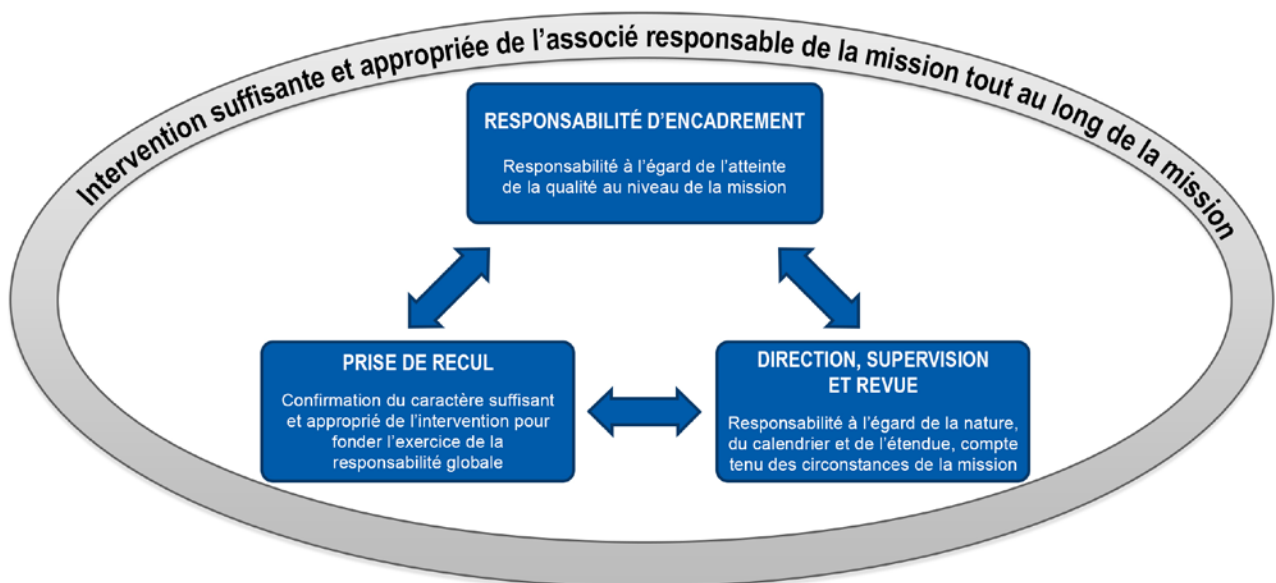 Intervention suffisante et appropriée de l’associé responsable de la mission tout au long de la mission
RESPONSABILITÉ D’ENCADREMENT
Responsabilité à l’égard de l’atteinte
de la qualité au niveau de la mission
PRISE DE RECUL
Confirmation du caractère suffisant
et approprié de l’intervention pour
fonder l’exercice de la
responsabilité globale
DIRECTION, SUPERVISION
ET REVUE
Responsabilité à l’égard de la nature,
du calendrier et de l’étendue, compte
tenu des circonstances de la mission